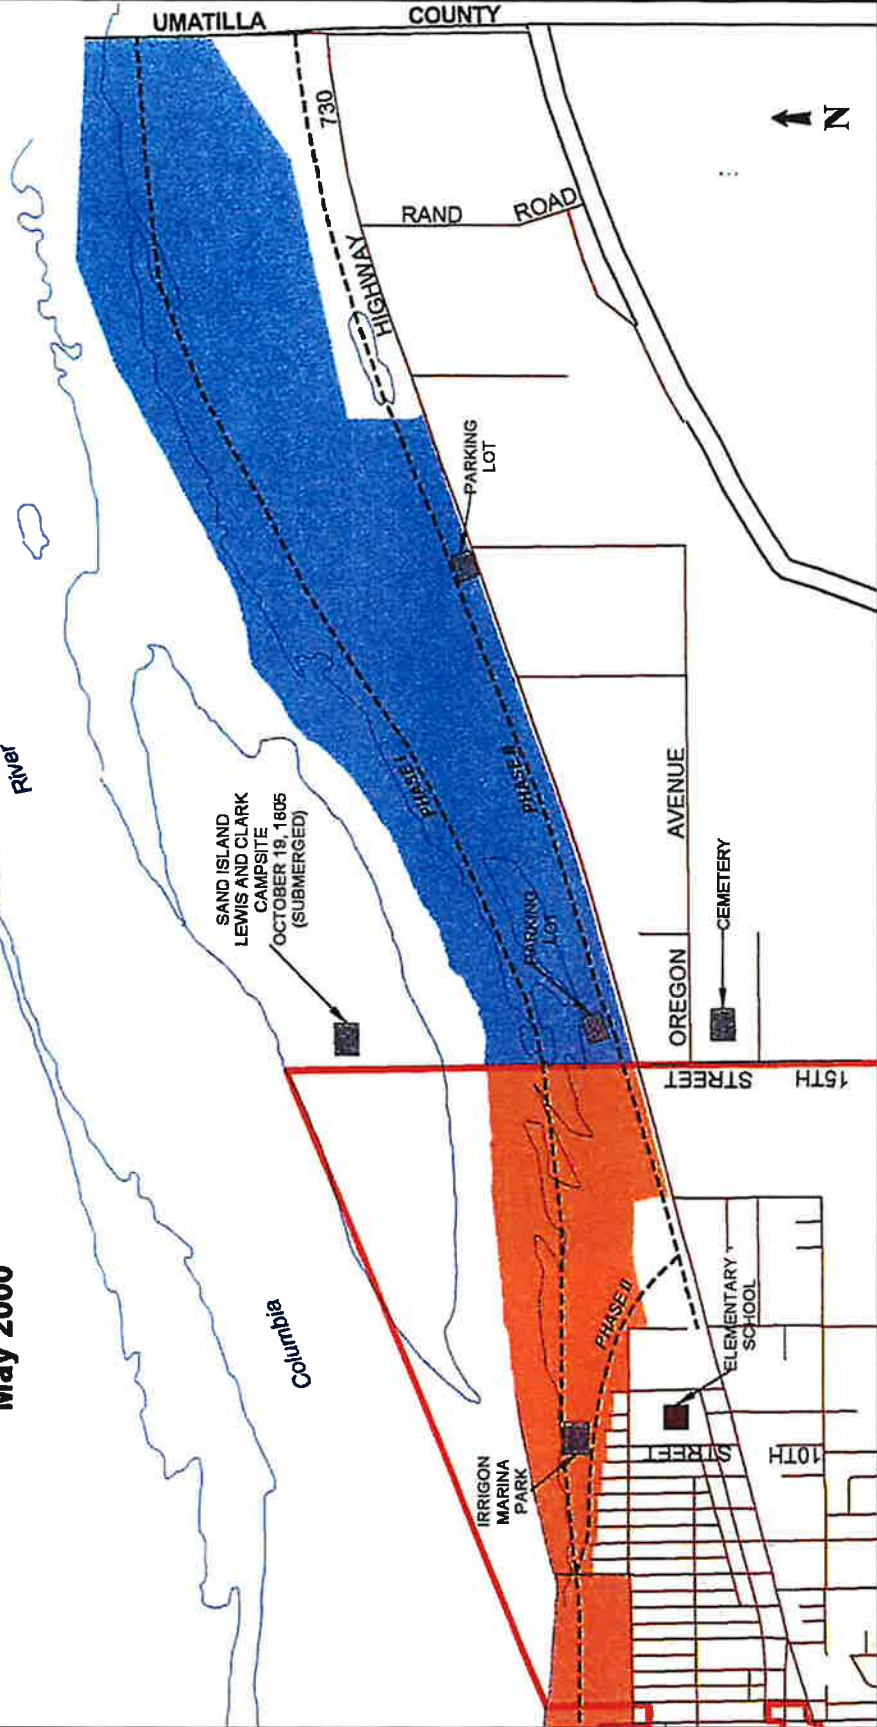 UMATILLA COUNTY
730
HIGHWAY
RAND ROAD
N
River
PARKING
LOT
SAND ISLAND
LEWIS AND CLARK
CAMPSITE
OCTOBER 19, 1805
(SUBMERGED)
PHASE I
PHASE II
AVENUE
PARKING
LOT
OREGON
CEMETERY
15TH STREET
May 2000
Columbia
PHASE II
ELEMENTARY
SCHOOL
IRRIGON
MARINA
PARK
10TH STREET